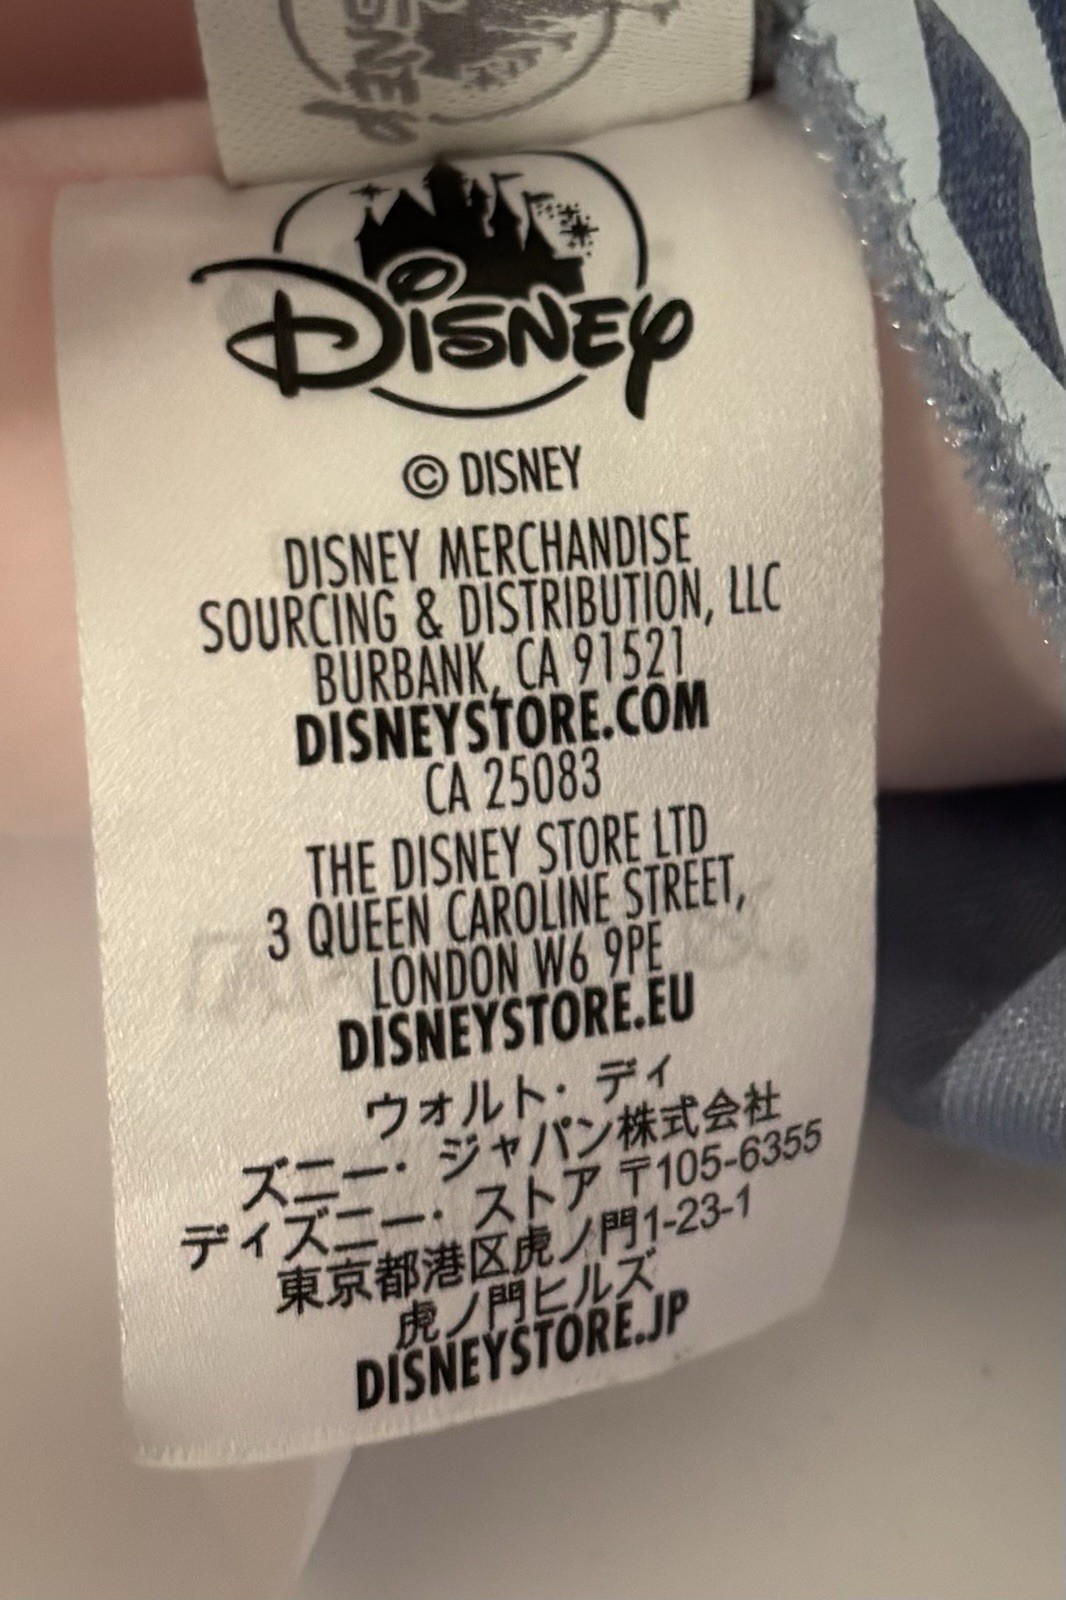 DISNEY
DISNEY
© DISNEY
DISNEY MERCHANDISE
SOURCING & DISTRIBUTION, LLC
BURBANK, CA 91521
DISNEYSTORE.COM
CA 25083
THE DISNEY STORE LTD
3 QUEEN CAROLINE STREET,
LONDON W6 9PE
DISNEYSTORE.EU
ウォルト・ディ
ズニー・ジャパン株式会社
ディズニー・ストア 〒105-6355
東京都港区虎ノ門1-23-1
虎ノ門ヒルズ
DISNEYSTORE.JP